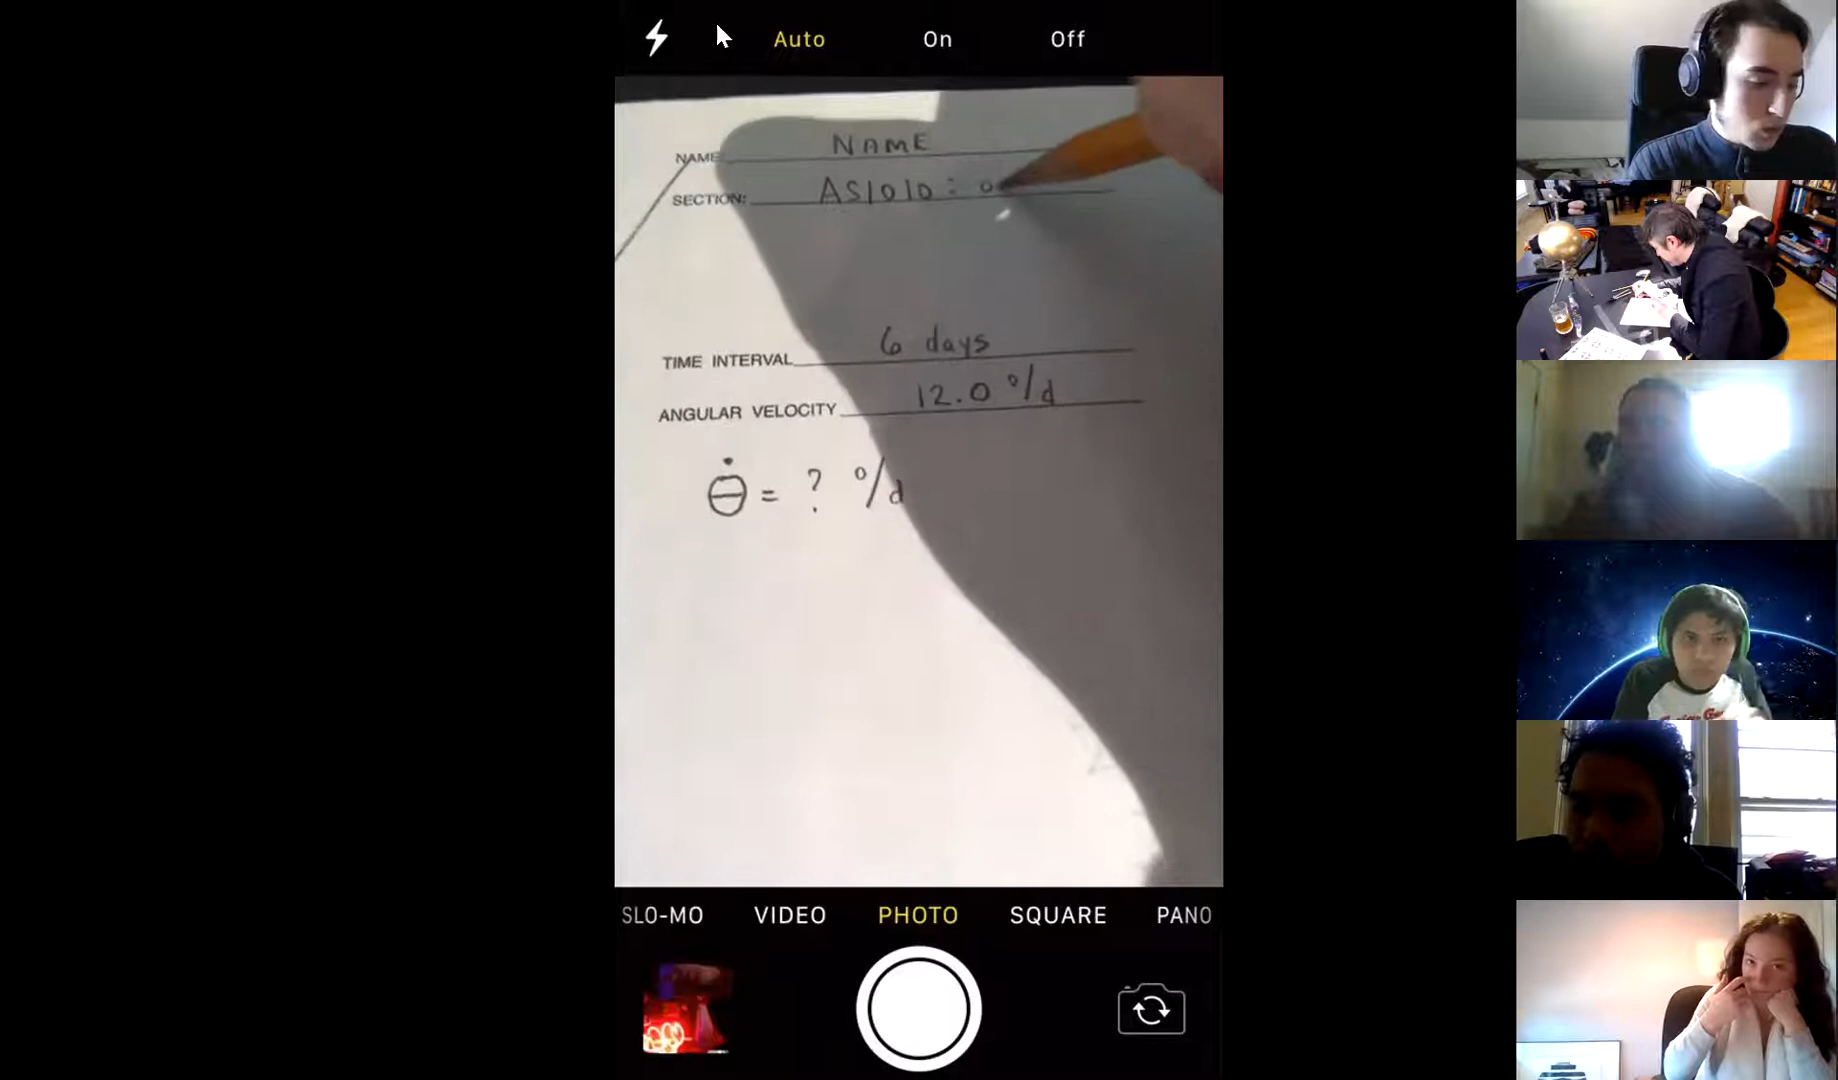 Auto On Off
NAME NAME
SECTION: AS1010: 0
TIME INTERVAL 6 days
ANGULAR VELOCITY 12.0 °/d
θ̇ = ? °/d
SLO-MO VIDEO PHOTO SQUARE PANO